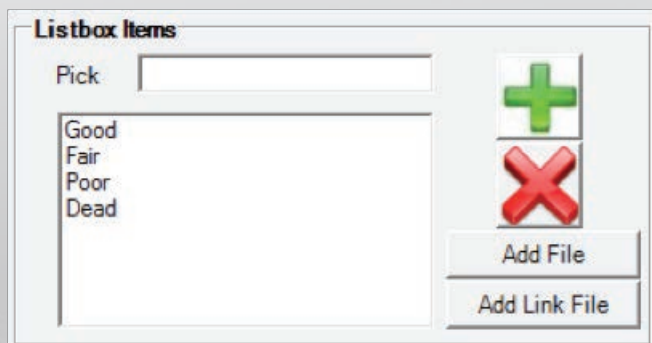 Listbox Items
Pick
Good
Fair
Poor
Dead
Add File
Add Link File